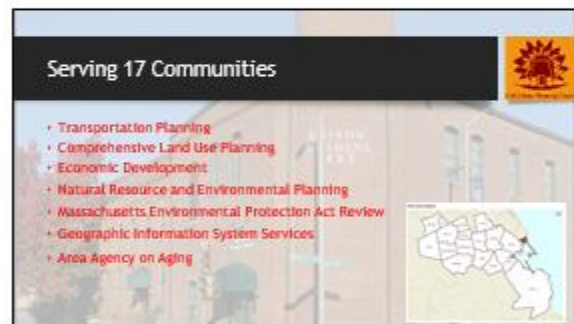 Serving 17 Communities
Transportation Planning
Comprehensive Land Use Planning
Economic Development
Natural Resource and Environmental Planning
Massachusetts Environmental Protection Act Review
Geographic Information System Services
Area Agency on Aging